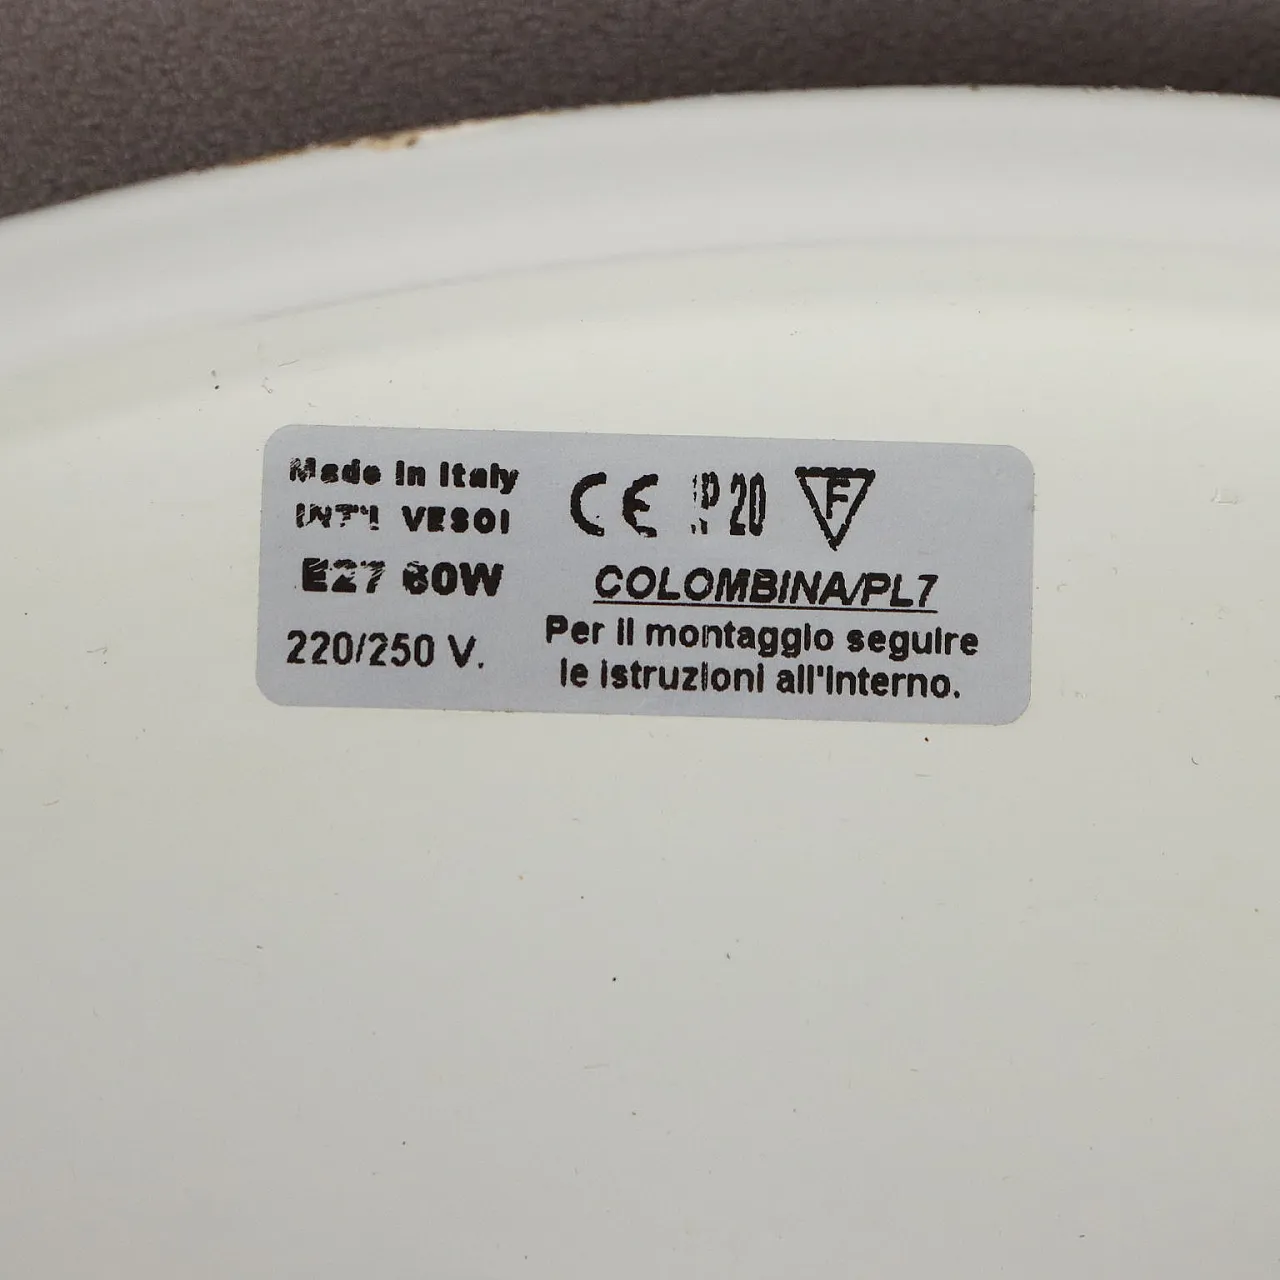 Made in Italy
INT'L VESOI
E27 60W
220/250 V.
CE IP 20 F
COLOMBINA/PL7
Per il montaggio seguire
le istruzioni all'interno.